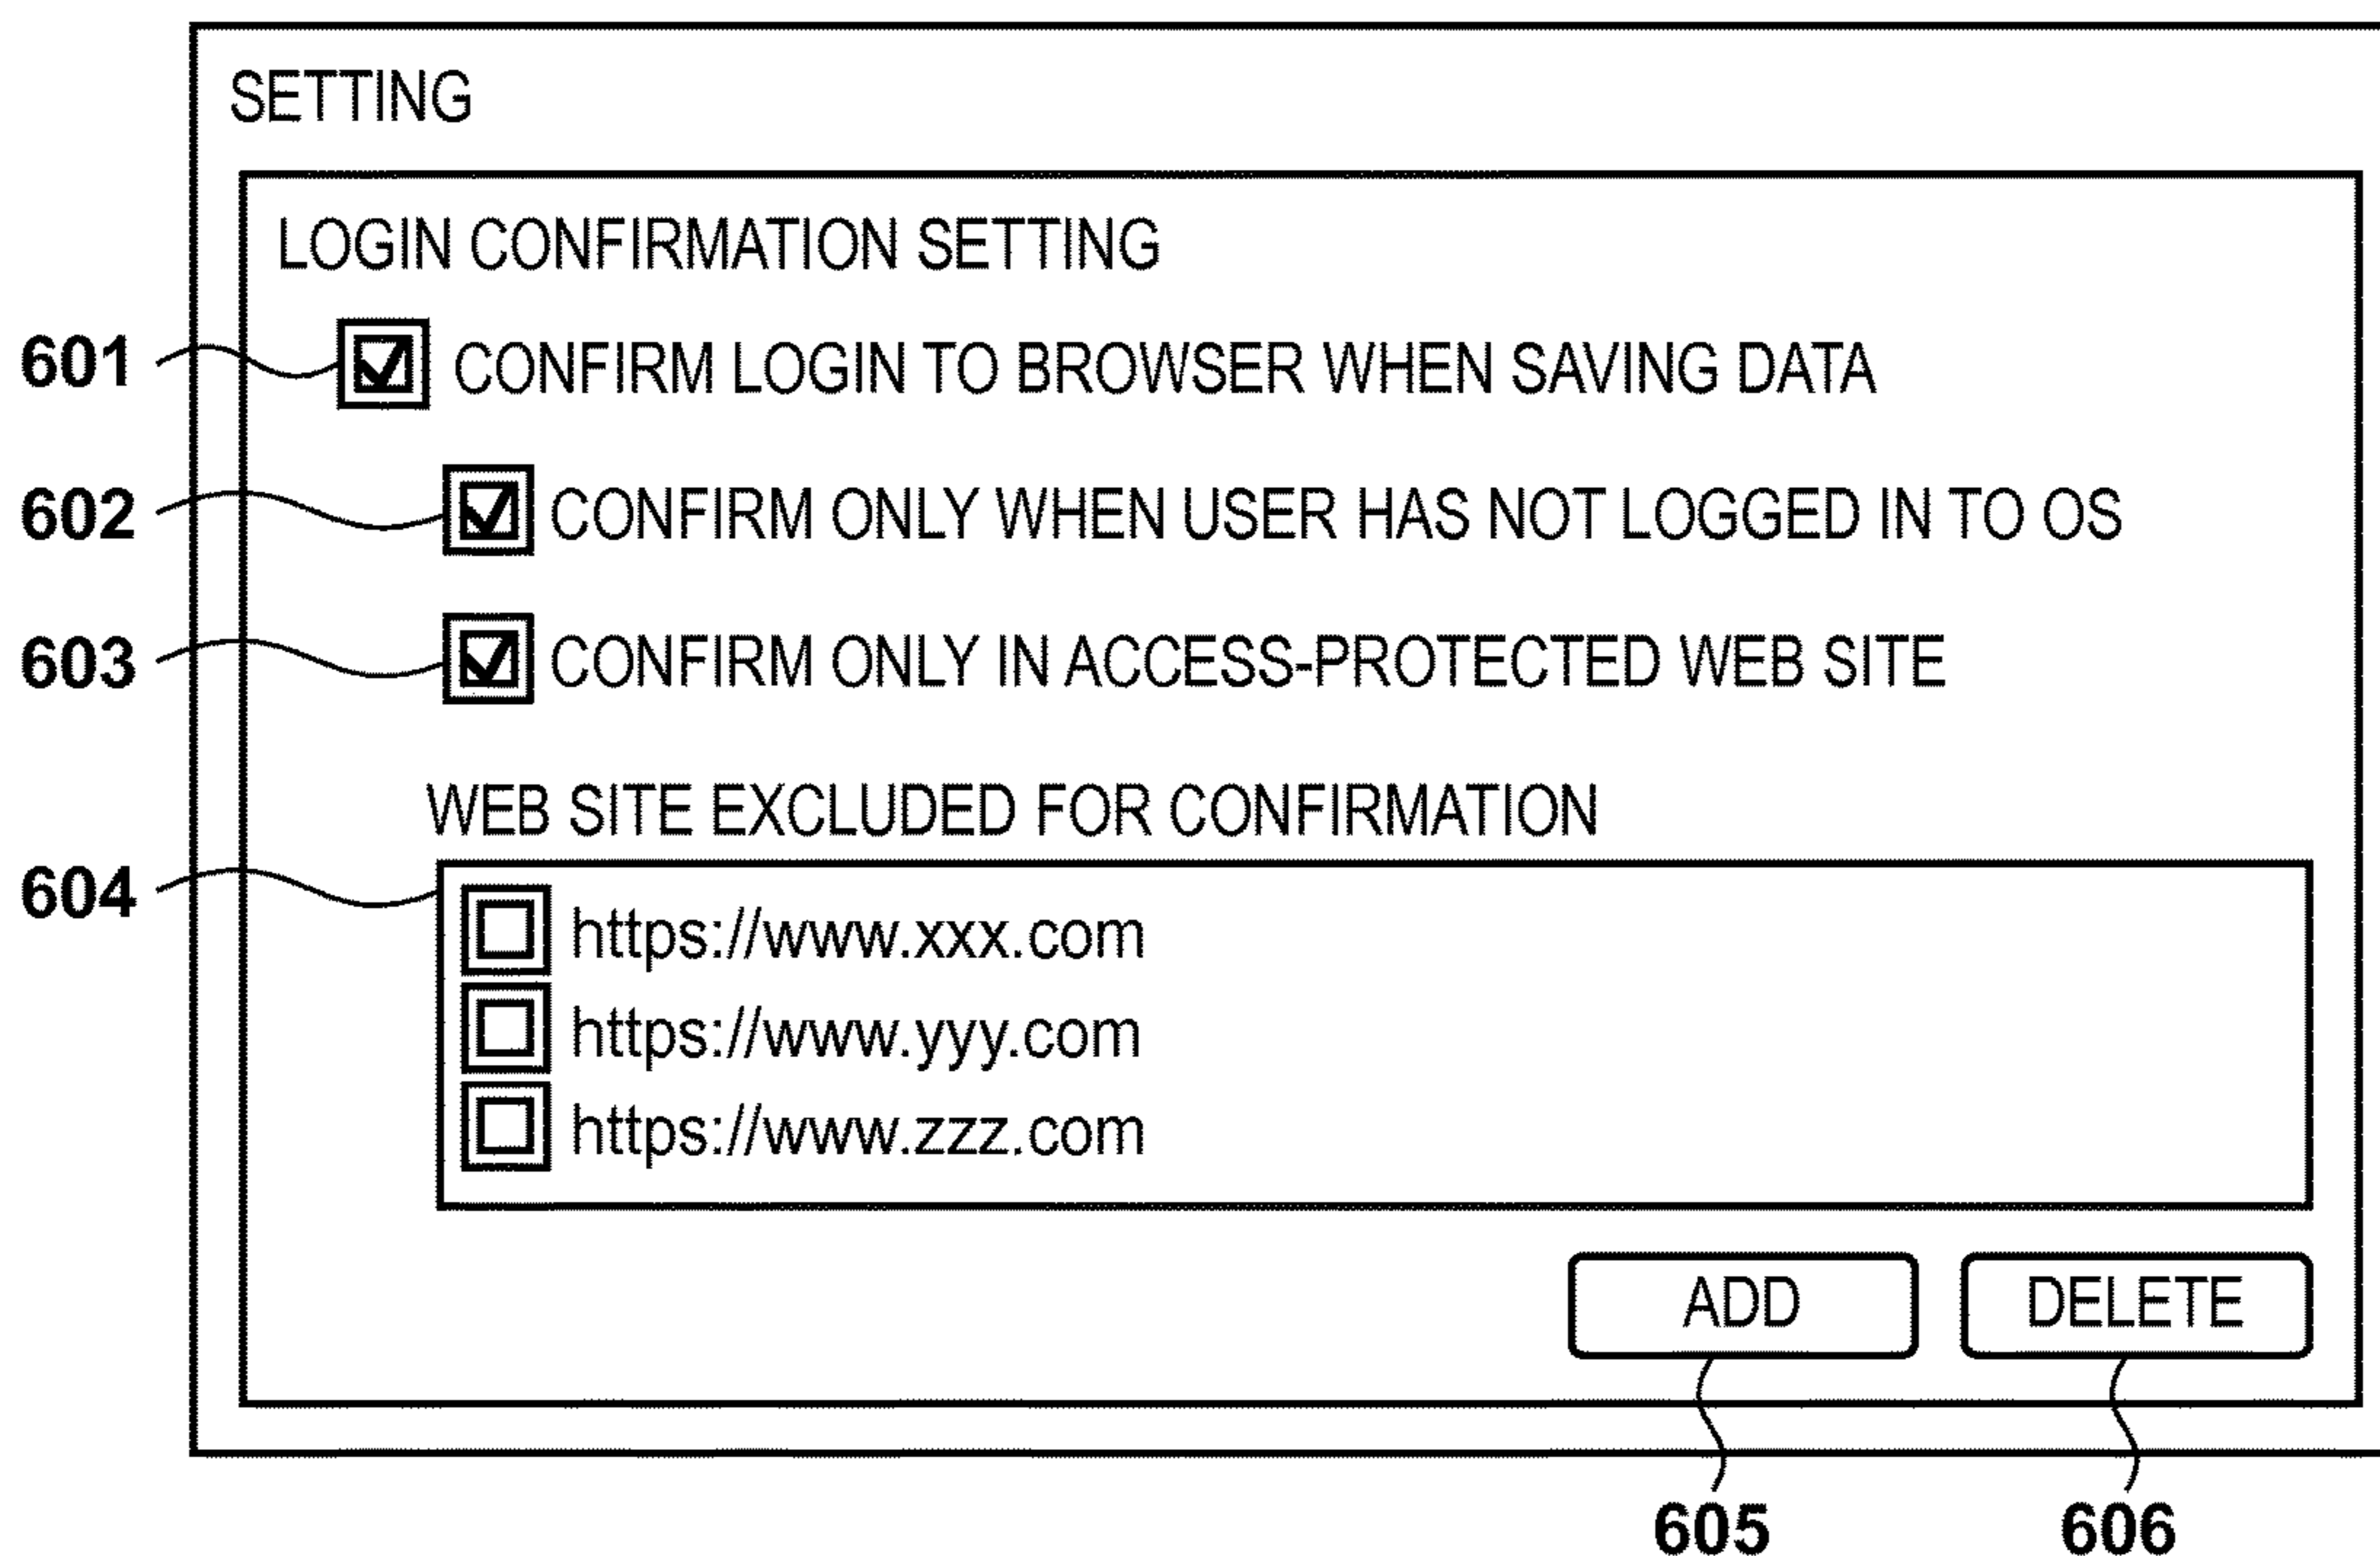 SETTING
LOGIN CONFIRMATION SETTING
601 CONFIRM LOGIN TO BROWSER WHEN SAVING DATA
602 CONFIRM ONLY WHEN USER HAS NOT LOGGED IN TO OS
603 CONFIRM ONLY IN ACCESS-PROTECTED WEB SITE
WEB SITE EXCLUDED FOR CONFIRMATION
604
https://www.xxx.com
https://www.yyy.com
https://www.zzz.com
ADD DELETE
605 606